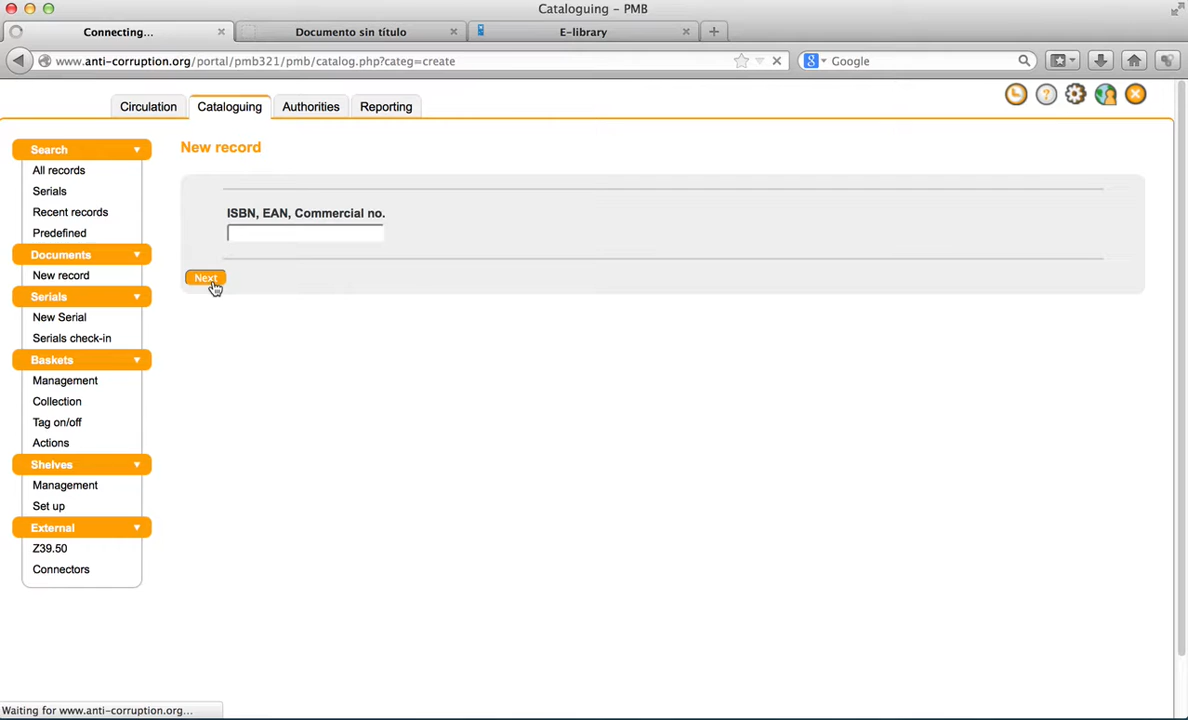 Cataloguing – PMB
Connecting...
Documento sin título
E-library
www.anti-corruption.org/portal/pmb321/pmb/catalog.php?categ=create
Google
Circulation
Cataloguing
Authorities
Reporting
Search
All records
Serials
Recent records
Predefined
Documents
New record
Serials
New Serial
Serials check-in
Baskets
Management
Collection
Tag on/off
Actions
Shelves
Management
Set up
External
Z39.50
Connectors
New record
ISBN, EAN, Commercial no.
Next
Waiting for www.anti-corruption.org...